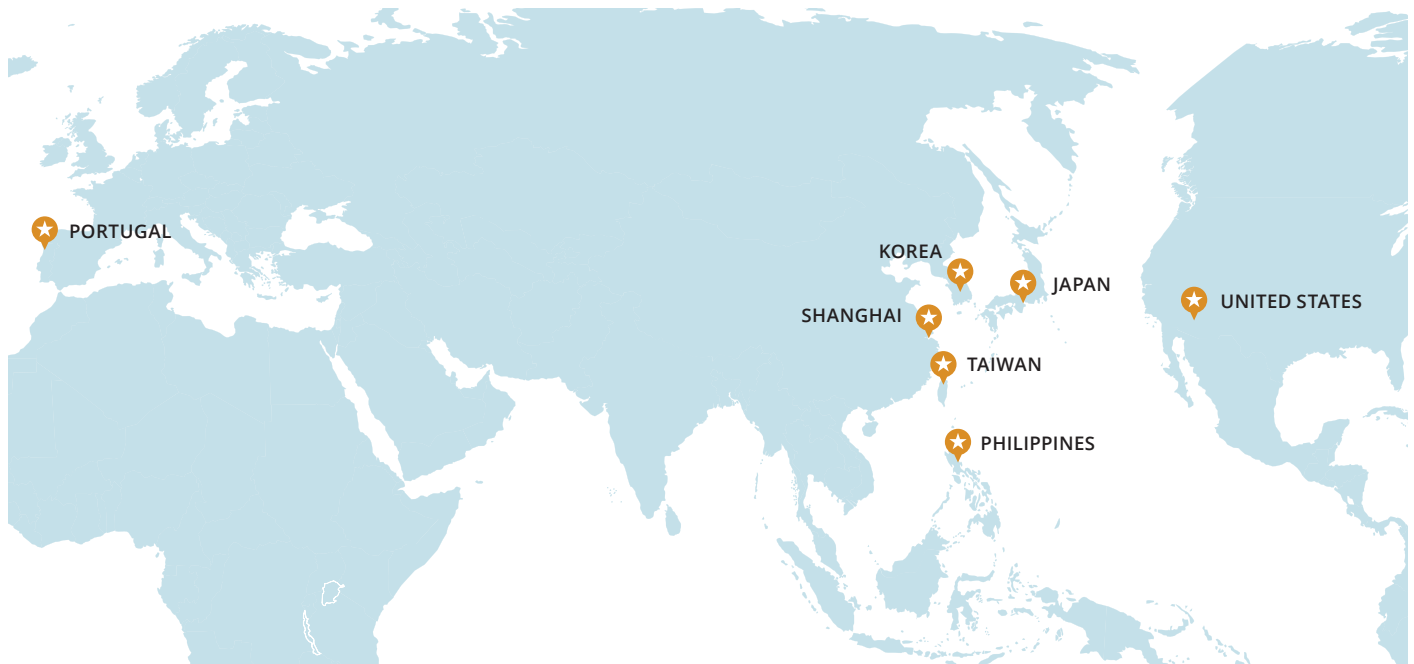 PORTUGAL
KOREA
JAPAN
UNITED STATES
SHANGHAI
TAIWAN
PHILIPPINES